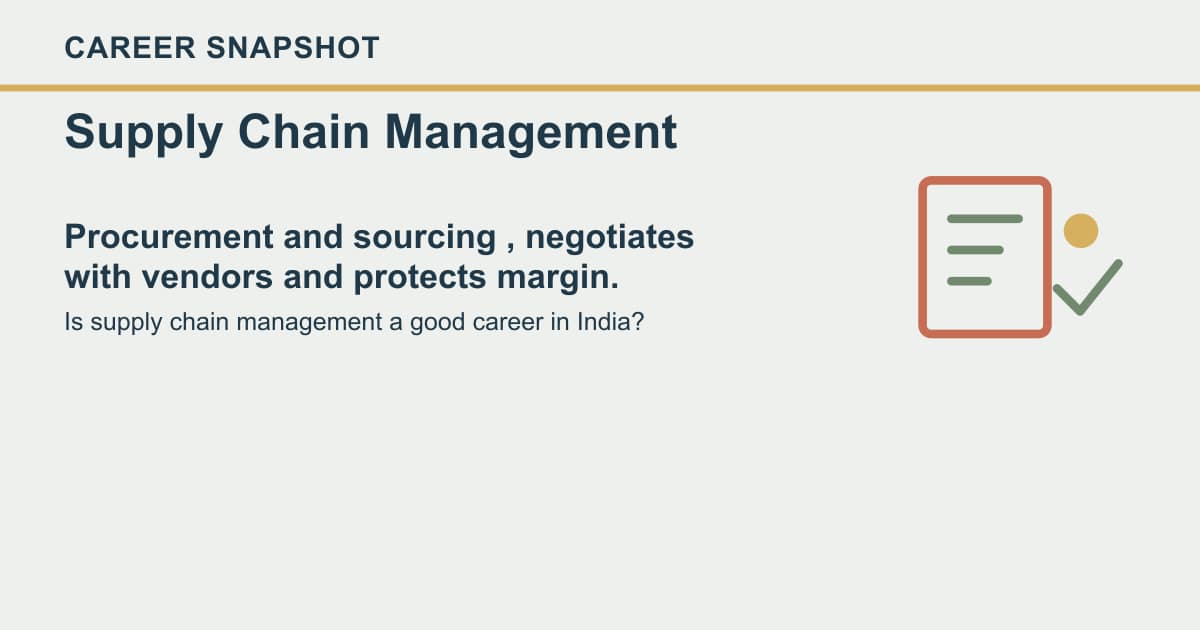 CAREER SNAPSHOT
Supply Chain Management
Procurement and sourcing , negotiates
with vendors and protects margin.
Is supply chain management a good career in India?